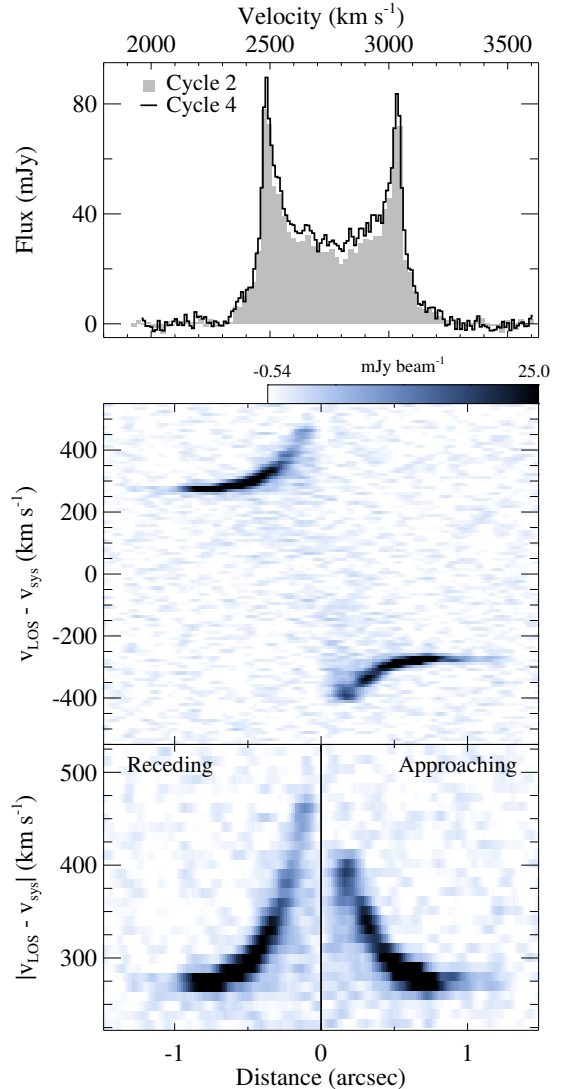 Velocity (km s⁻¹)
2000 2500 3000 3500
Cycle 2
Cycle 4
80
40
0
Flux (mJy)
-0.54 mJy beam⁻¹ 25.0
400
200
0
-200
-400
v_LOS - v_sys (km s⁻¹)
Receding Approaching
500
400
300
|v_LOS - v_sys| (km s⁻¹)
-1 0 1
Distance (arcsec)